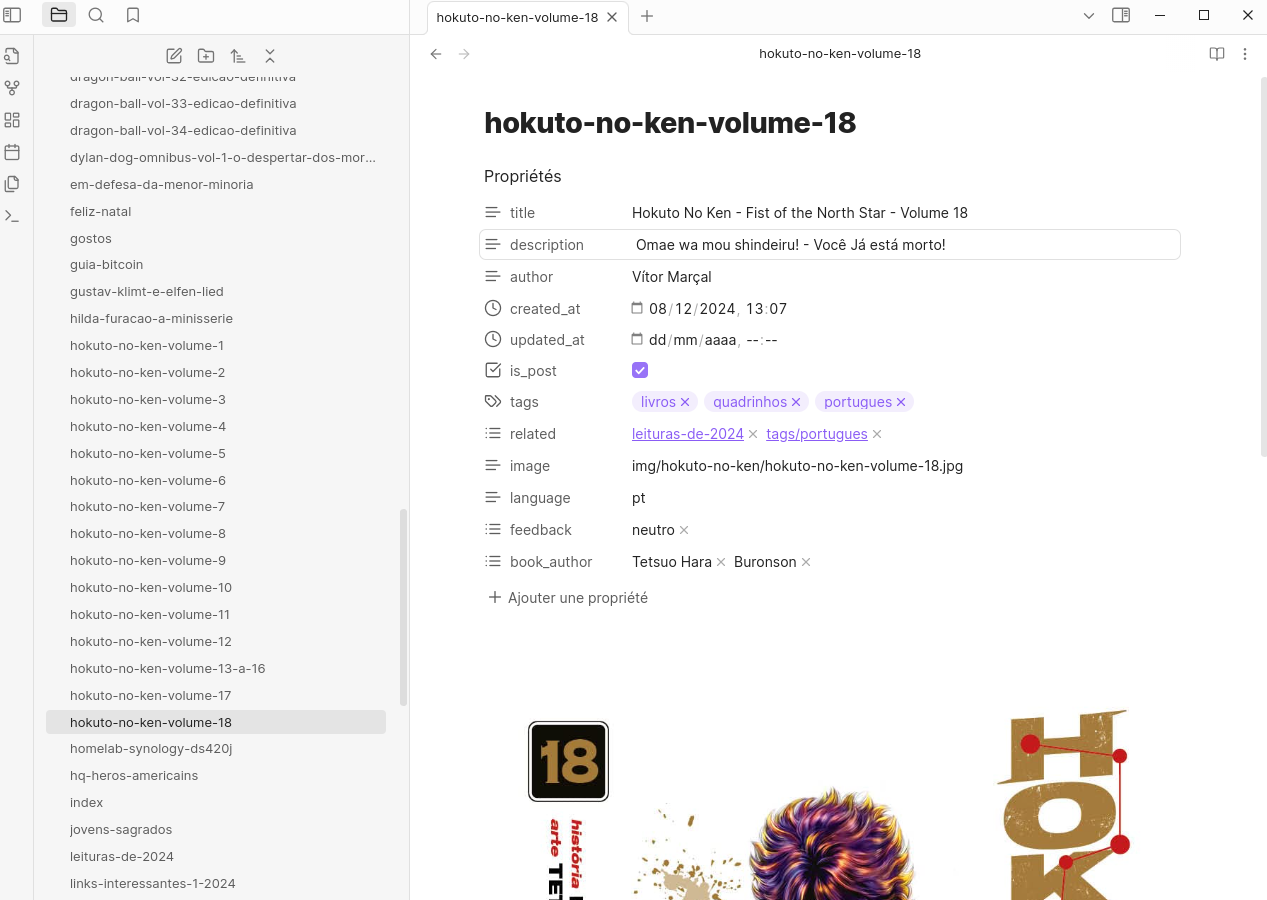 hokuto-no-ken-volume-18
hokuto-no-ken-volume-18
dragon-ball-vol-32-edicao-definitiva
dragon-ball-vol-33-edicao-definitiva
dragon-ball-vol-34-edicao-definitiva
dylan-dog-omnibus-vol-1-o-despertar-dos-mor...
em-defesa-da-menor-minoria
feliz-natal
gostos
guia-bitcoin
gustav-klimt-e-elfen-lied
hilda-furacao-a-minisserie
hokuto-no-ken-volume-1
hokuto-no-ken-volume-2
hokuto-no-ken-volume-3
hokuto-no-ken-volume-4
hokuto-no-ken-volume-5
hokuto-no-ken-volume-6
hokuto-no-ken-volume-7
hokuto-no-ken-volume-8
hokuto-no-ken-volume-9
hokuto-no-ken-volume-10
hokuto-no-ken-volume-11
hokuto-no-ken-volume-12
hokuto-no-ken-volume-13-a-16
hokuto-no-ken-volume-17
hokuto-no-ken-volume-18
homelab-synology-ds420j
hq-heros-americains
index
jovens-sagrados
leituras-de-2024
links-interessantes-1-2024
hokuto-no-ken-volume-18
Propriétés
title Hokuto No Ken - Fist of the North Star - Volume 18
description Omae wa mou shindeiru! - Você Já está morto!
author Vítor Marçal
created_at 08/12/2024, 13:07
updated_at dd/mm/aaaa, --:--
is_post
tags livros quadrinhos portugues
related leituras-de-2024 tags/portugues
image img/hokuto-no-ken/hokuto-no-ken-volume-18.jpg
language pt
feedback neutro
book_author Tetsuo Hara Buronson
Ajouter une propriété
18
história
arte
HOK